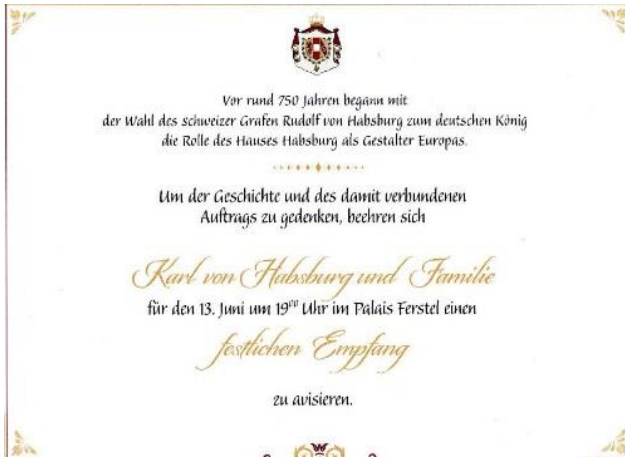 Vor rund 750 Jahren begann mit
der Wahl des schweizer Grafen Rudolf von Habsburg zum deutschen König
die Rolle des Hauses Habsburg als Gestalter Europas.
Um der Geschichte und des damit verbundenen
Auftrags zu gedenken, beehren sich
Karl von Habsburg und Familie
für den 13. Juni um 19⁰⁰ Uhr im Palais Ferstel einen
festlichen Empfang
zu avisieren.